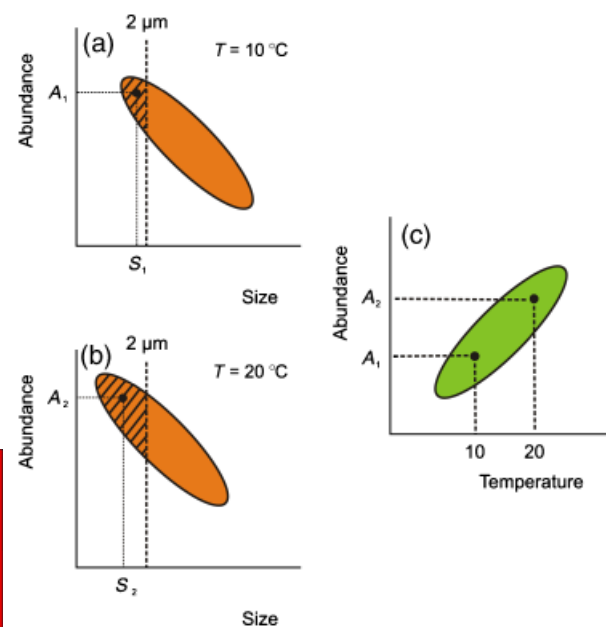 2 µm
(a)
T = 10 °C
A1
Abundance
S1
Size
2 µm
(b)
T = 20 °C
A2
Abundance
S2
Size
(c)
Abundance
A2
A1
10 20
Temperature